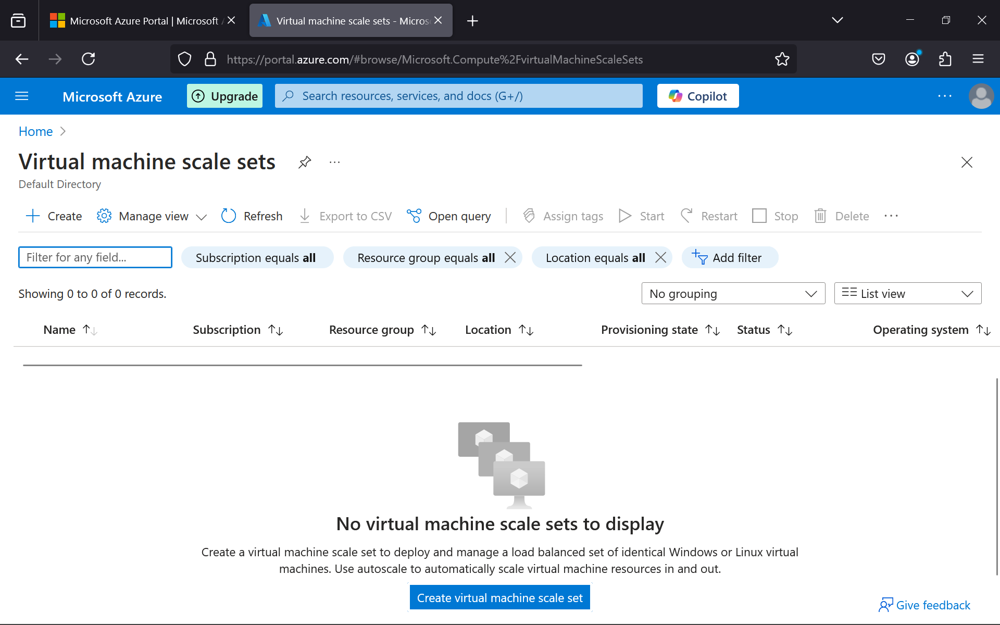 Microsoft Azure Portal | Microsoft
Virtual machine scale sets - Micros
https://portal.azure.com/#browse/Microsoft.Compute%2FvirtualMachineScaleSets
Microsoft Azure
Upgrade
Search resources, services, and docs (G+/)
Copilot
Home
Virtual machine scale sets
Default Directory
Create
Manage view
Refresh
Export to CSV
Open query
Assign tags
Start
Restart
Stop
Delete
Filter for any field...
Subscription equals all
Resource group equals all
Location equals all
Add filter
Showing 0 to 0 of 0 records.
No grouping
List view
Name
Subscription
Resource group
Location
Provisioning state
Status
Operating system
No virtual machine scale sets to display
Create a virtual machine scale set to deploy and manage a load balanced set of identical Windows or Linux virtual
machines. Use autoscale to automatically scale virtual machine resources in and out.
Create virtual machine scale set
Give feedback